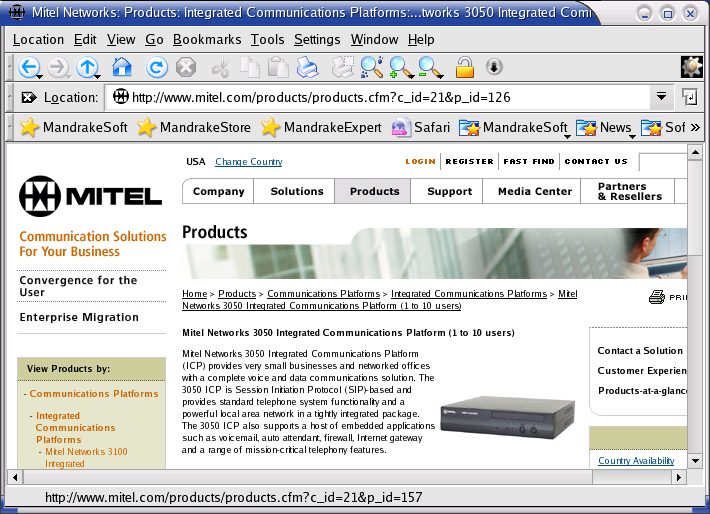 Mitel Networks: Products: Integrated Communications Platforms:...tworks 3050 Integrated Comm
Location Edit View Go Bookmarks Tools Settings Window Help
Location: http://www.mitel.com/products/products.cfm?c_id=21&p_id=126
MandrakeSoft MandrakeStore MandrakeExpert Safari MandrakeSoft News Sof »
USA Change Country LOGIN REGISTER FAST FIND CONTACT US
MITEL
Company Solutions Products Support Media Center Partners & Resellers
Communication Solutions
For Your Business
Products
Convergence for the
User
Enterprise Migration
Home > Products > Communications Platforms > Integrated Communications Platforms > Mitel
Networks 3050 Integrated Communications Platform (1 to 10 users)
PRI
Mitel Networks 3050 Integrated Communications Platform (1 to 10 users)
Mitel Networks 3050 Integrated Communications Platform
(ICP) provides very small businesses and networked offices
with a complete voice and data communications solution. The
3050 ICP is Session Initiation Protocol (SIP)-based and
provides standard telephone system functionality and a
powerful local area network in a tightly integrated package.
The 3050 ICP also supports a host of embedded applications
such as voicemail, auto attendant, firewall, Internet gateway
and a range of mission-critical telephony features.
MITEL
View Products by:
- Communications Platforms
- Integrated
Communications
Platforms
- Mitel Networks 3100
Integrated
Contact a Solution
Customer Experien
Products-at-a-glance
Country Availability
http://www.mitel.com/products/products.cfm?c_id=21&p_id=157